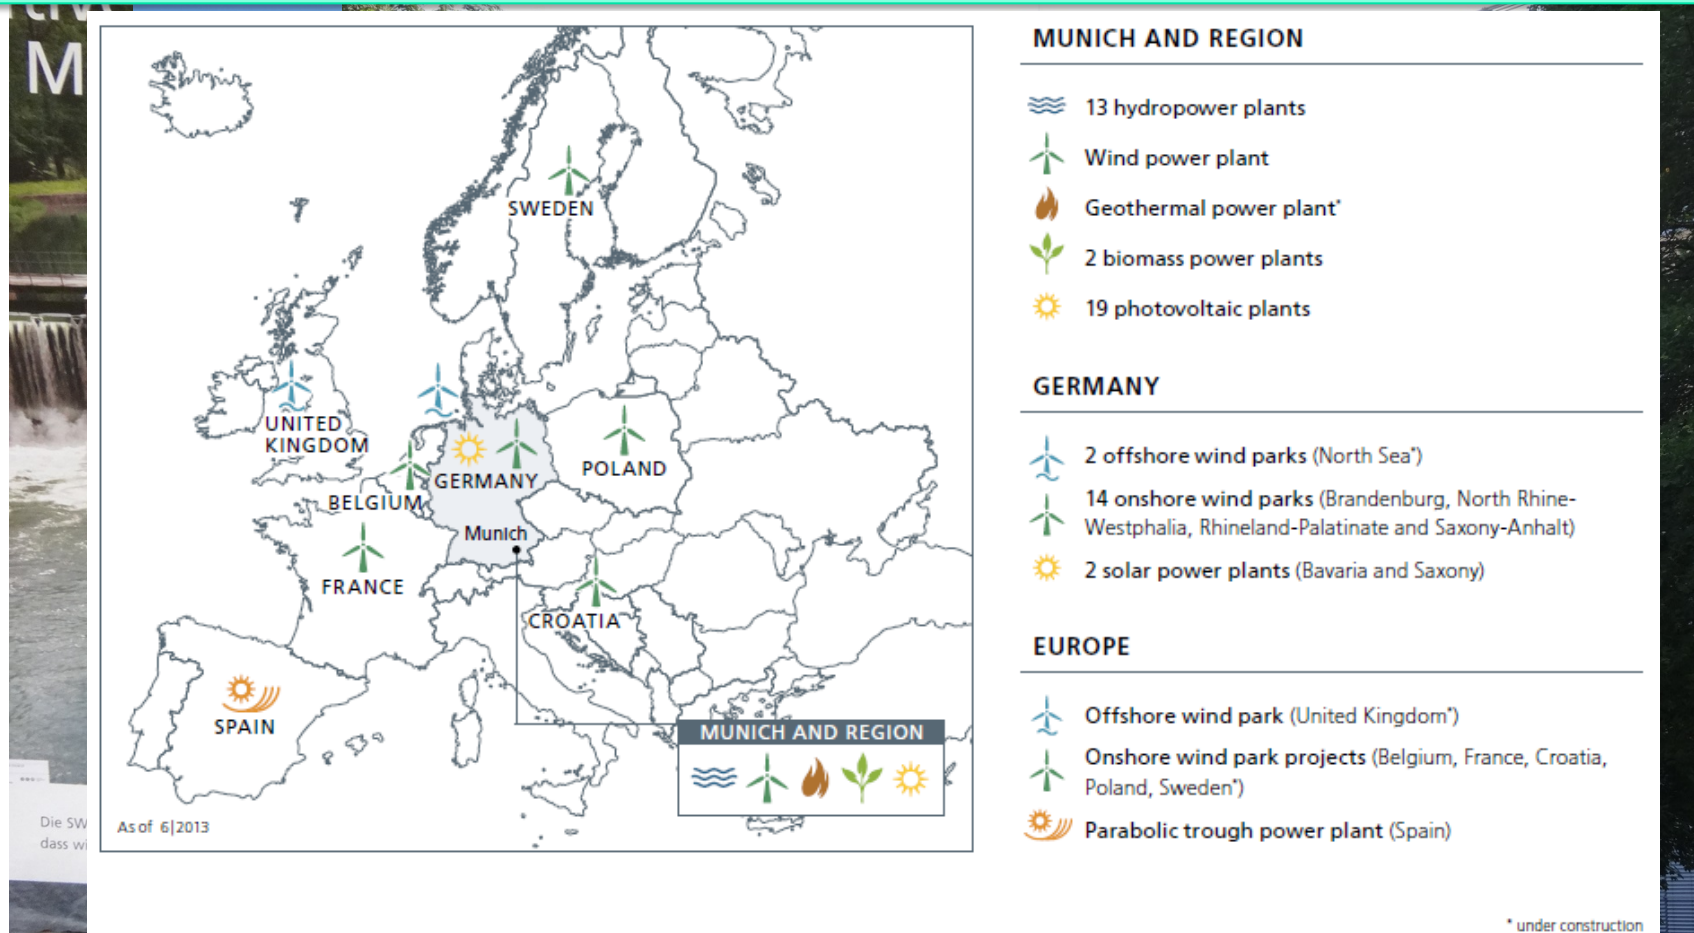 M
SWEDEN
UNITED
KINGDOM
BELGIUM
GERMANY
POLAND
Munich
FRANCE
CROATIA
SPAIN
MUNICH AND REGION
As of 6|2013
Die SW
dass wi
MUNICH AND REGION
13 hydropower plants
Wind power plant
Geothermal power plant*
2 biomass power plants
19 photovoltaic plants
GERMANY
2 offshore wind parks (North Sea*)
14 onshore wind parks (Brandenburg, North Rhine-
Westphalia, Rhineland-Palatinate and Saxony-Anhalt)
2 solar power plants (Bavaria and Saxony)
EUROPE
Offshore wind park (United Kingdom*)
Onshore wind park projects (Belgium, France, Croatia,
Poland, Sweden*)
Parabolic trough power plant (Spain)
* under construction